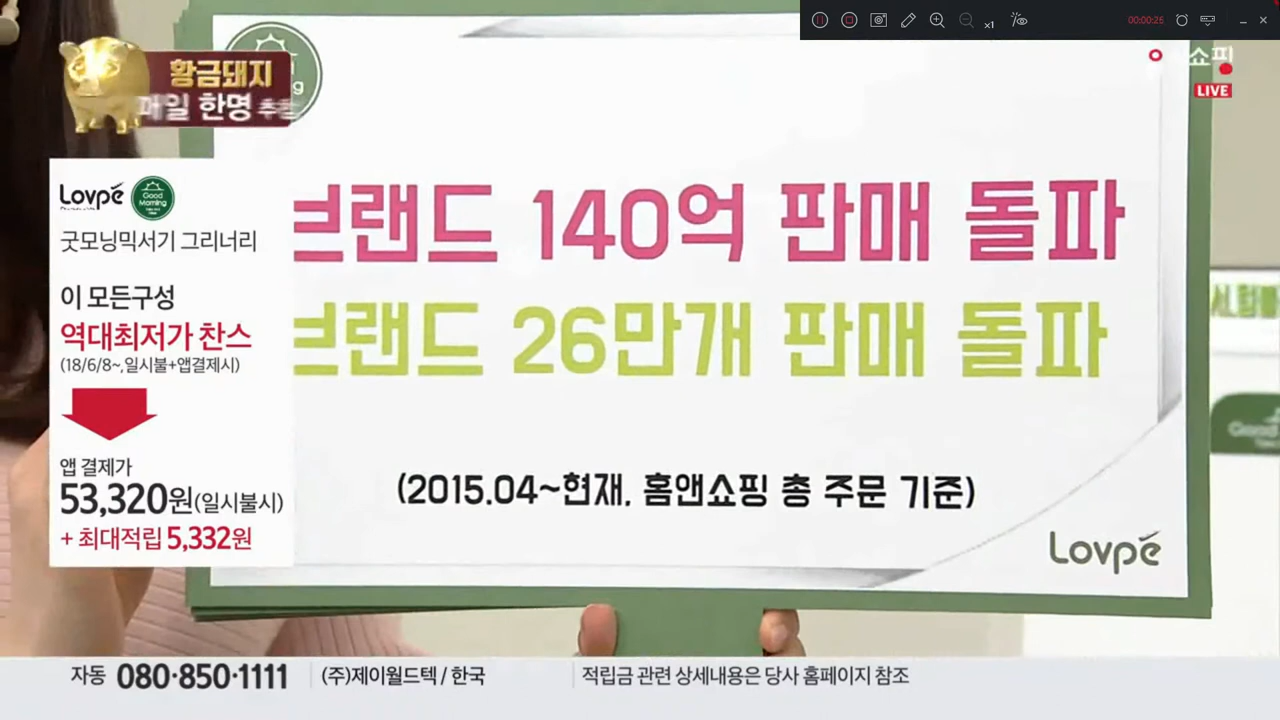 00:00:26
x1
황금돼지
매일 한명
쇼핑
LIVE
Lovpé
Good
Morning
굿모닝믹서기 그리너리
이 모든구성
역대최저가 찬스
(18/6/8~,일시불+앱결제시)
앱 결제가
53,320원(일시불시)
+ 최대적립 5,332원
브랜드 140억 판매 돌파
브랜드 26만개 판매 돌파
(2015.04~현재, 홈앤쇼핑 총 주문 기준)
Lovpé
자동 080·850·1111
(주)제이월드텍 / 한국
적립금 관련 상세내용은 당사 홈페이지 참조